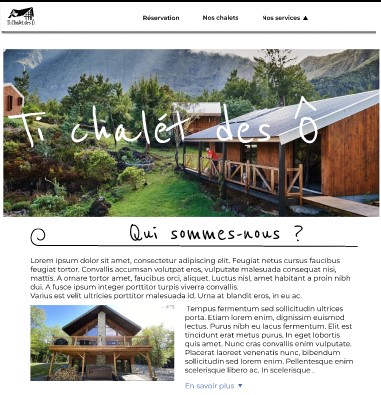 Ti Chalet des Ô
Réservation Nos chalets Nos services ▲
Ti chalét des Ô
Qui sommes-nous ?
Lorem ipsum dolor sit amet, consectetur adipiscing elit. Feugiat netus cursus faucibus
feugiat tortor. Convallis accumsan volutpat eros, vulputate malesuada consequat nisi,
mattis. A ornare tortor amet, faucibus orci, aliquet. Luctus nisl, amet habitant a proin nibh
dui. A fusce ipsum integer porttitor turpis viverra convallis.
Varius est velit ultricies porttitor malesuada id. Urna at blandit eros, in eu ac.
Tempus fermentum sed sollicitudin ultrices
porta. Etiam lorem enim, dignissim euismod
lectus. Purus nibh eu lacus fermentum. Elit est
tincidunt erat metus purus. In eget lobortis
quis amet. Nunc cras convallis enim vulputate.
Placerat laoreet venenatis nunc, bibendum
sollicitudin sed lorem enim. Pellentesque enim
scelerisque libero ac. In scelerisque .
En savoir plus ▼